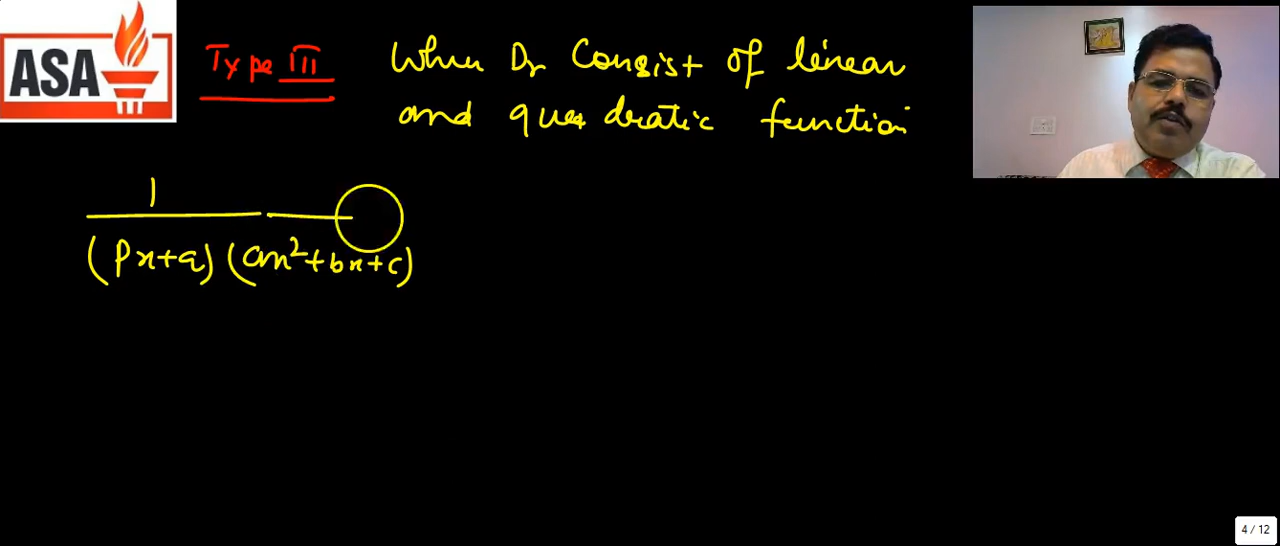 ASA
Type III
When Dr Consist of linear
and quadratic function
1
(px+q) (ax²+bx+c)
4 / 12